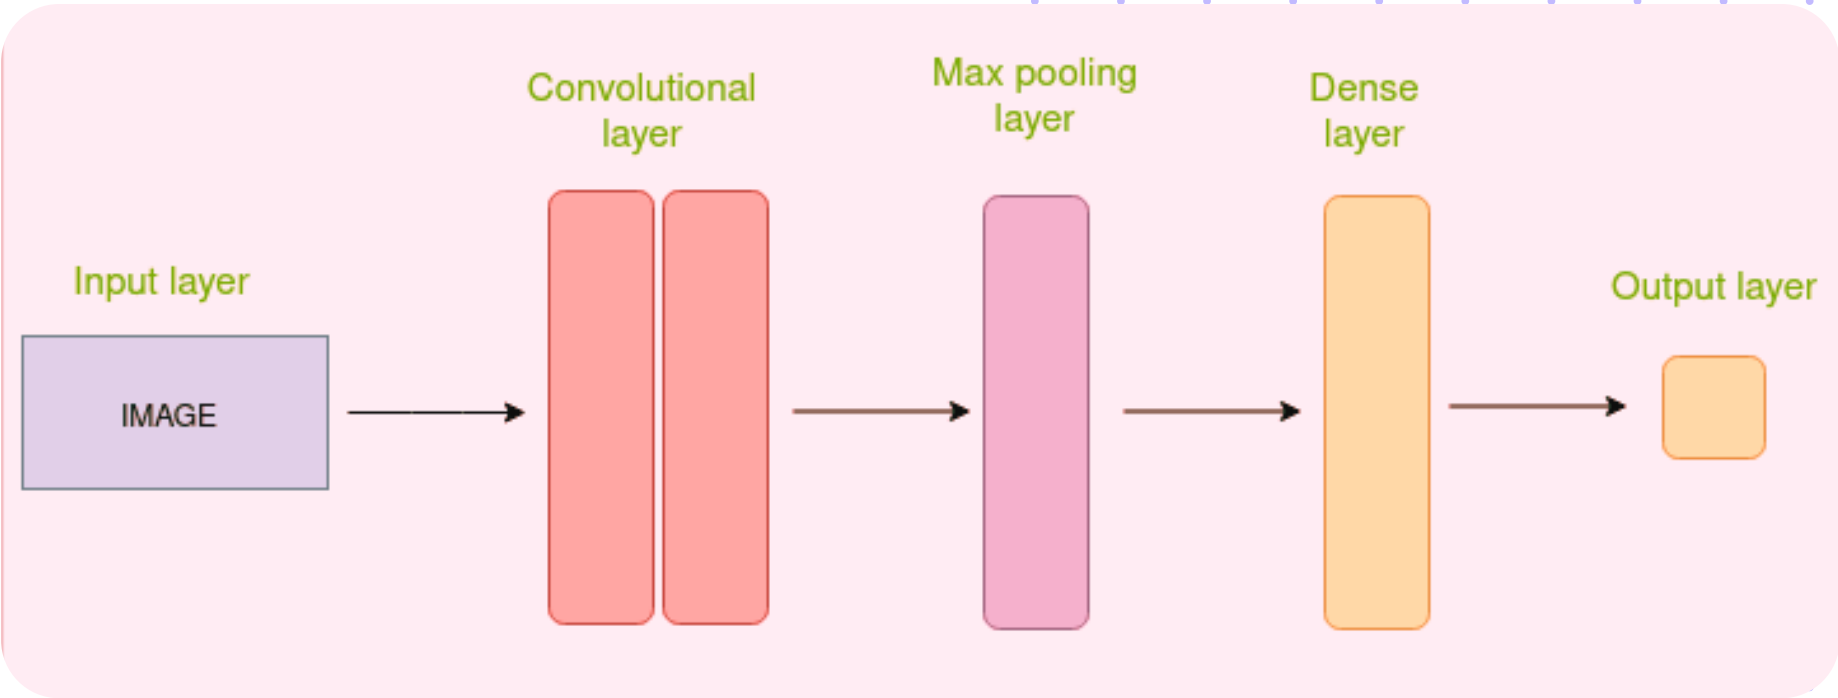 Input layer
IMAGE
Convolutional
layer
Max pooling
layer
Dense
layer
Output layer